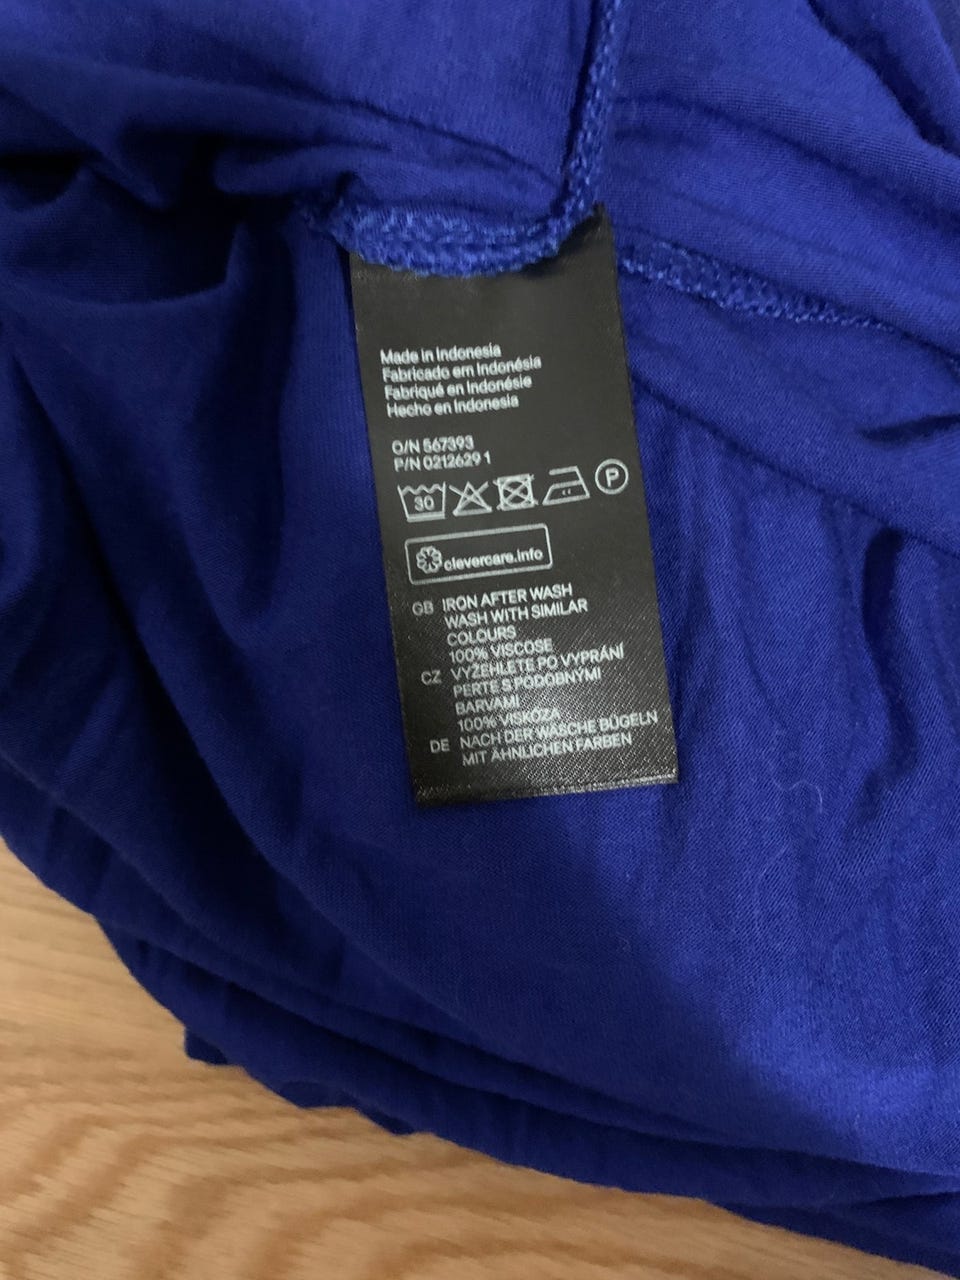 Made in Indonesia
Fabricado em Indonésia
Fabriqué en Indonésie
Hecho en Indonesia
O/N 567393
P/N 0212629 1
30 P
clevercare.info
GB IRON AFTER WASH
WASH WITH SIMILAR
COLOURS
100% VISCOSE
CZ VYŽEHLETE PO VYPRÁNÍ
PERTE S PODOBNÝMI
BARVAMI
100% VISKÓZA
DE NACH DER WÄSCHE BÜGELN
MIT ÄHNLICHEN FARBEN